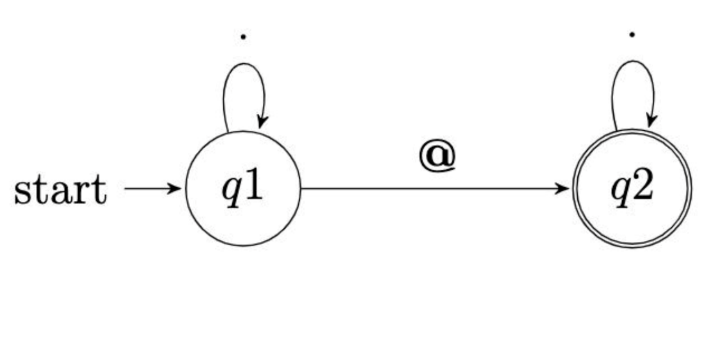 . .
@
start q1 q2